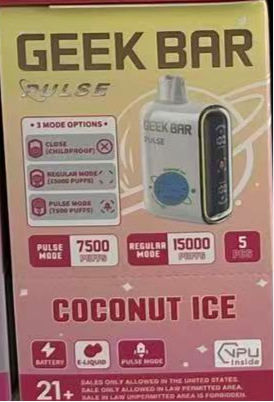 GEEK BAR
PULSE
• 3 MODE OPTIONS •
CLOSE
(CHILDPROOF)
REGULAR MODE
(15000 PUFFS)
PULSE MODE
(7500 PUFFS)
GEEK BAR
PULSE
PULSE MODE
7500 PUFFS
REGULAR MODE
15000 PUFFS
5 PCS
COCONUT ICE
BATTERY
E-LIQUID
PULSE MODE
VPU
Inside
21+
SALES ONLY ALLOWED IN THE UNITED STATES.
SALE ONLY ALLOWED IN LAW PERMITTED AREA.
SALE IN LAW UNPERMITTED AREA IS FORBIDDEN.